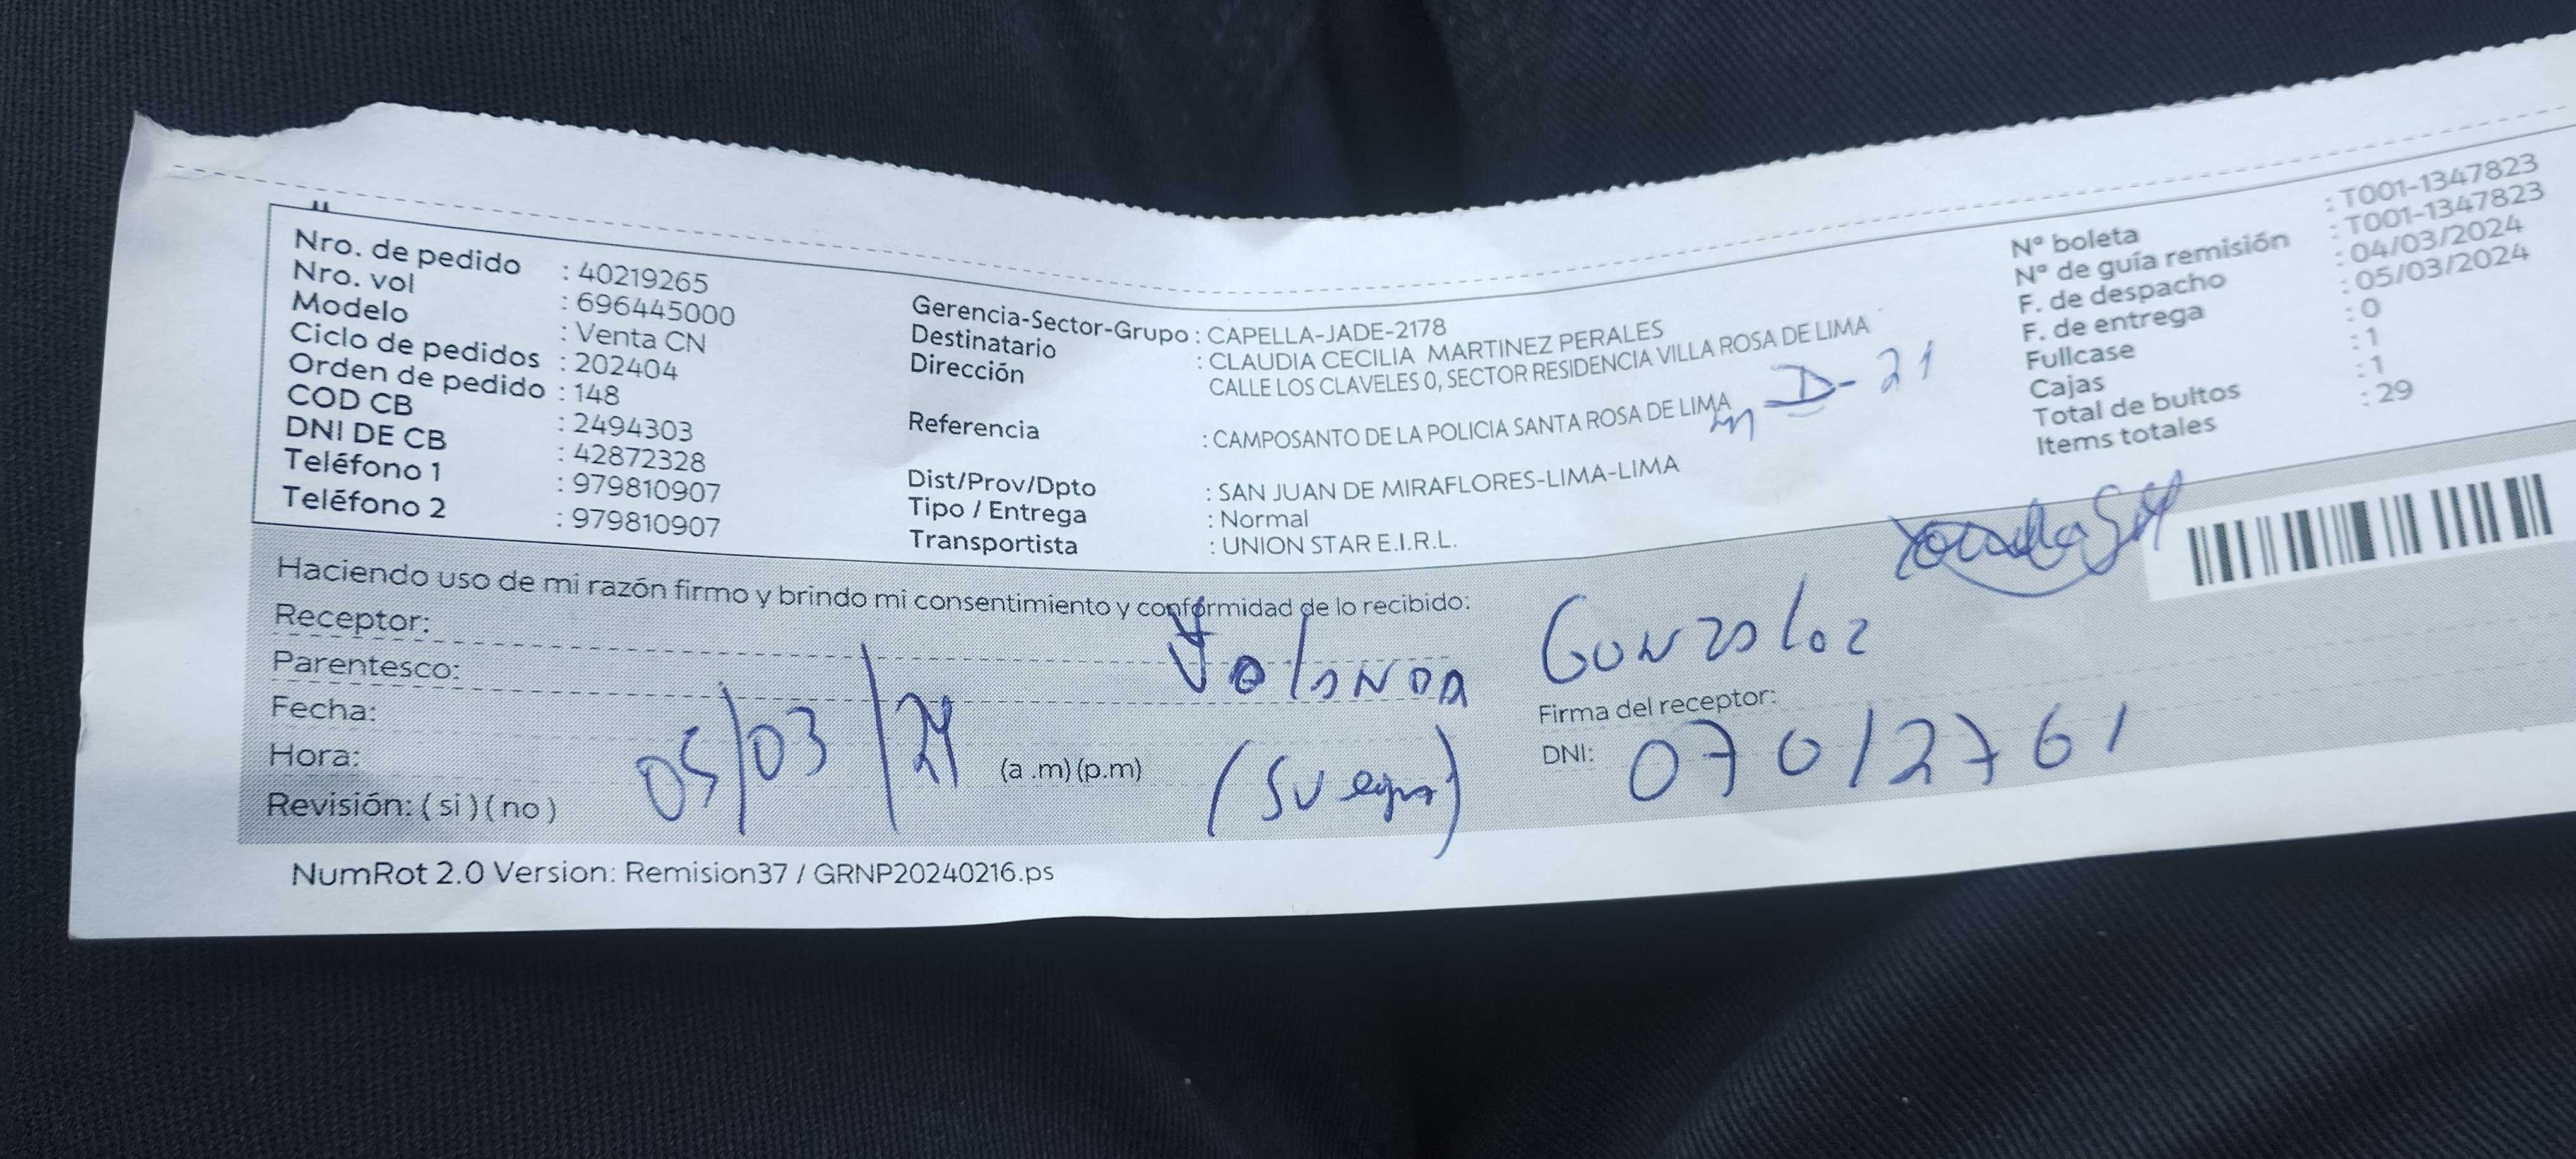 Nro. de pedido : 40219265
Nro. vol : 696445000
Modelo : Venta CN
Ciclo de pedidos : 202404
Orden de pedido : 148
COD CB : 2494303
DNI DE CB : 42872328
Teléfono 1 : 979810907
Teléfono 2 : 979810907
Gerencia-Sector-Grupo : CAPELLA-JADE-2178
Destinatario : CLAUDIA CECILIA MARTINEZ PERALES
Dirección CALLE LOS CLAVELES 0, SECTOR RESIDENCIA VILLA ROSA DE LIMA
D-21
Referencia : CAMPOSANTO DE LA POLICIA SANTA ROSA DE LIMA
Dist/Prov/Dpto : SAN JUAN DE MIRAFLORES-LIMA-LIMA
Tipo / Entrega : Normal
Transportista : UNION STAR E.I.R.L.
N° boleta : T001-1347823
N° de guía remisión : T001-1347823
F. de despacho : 04/03/2024
F. de entrega : 05/03/2024
Fullcase : 0
Cajas : 1
Total de bultos : 1
Items totales : 29
Haciendo uso de mi razón firmo y brindo mi consentimiento y conformidad de lo recibido:
Receptor: Yolanda Gonzalez
Parentesco: (Suegra)
Firma del receptor:
Fecha: 05/03/24
Hora: (a .m) (p.m)
DNI: 07012761
Revisión: ( si ) ( no )
NumRot 2.0 Version: Remision37 / GRNP20240216.ps